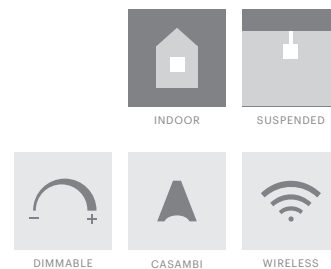 INDOOR SUSPENDED
− +
DIMMABLE CASAMBI WIRELESS